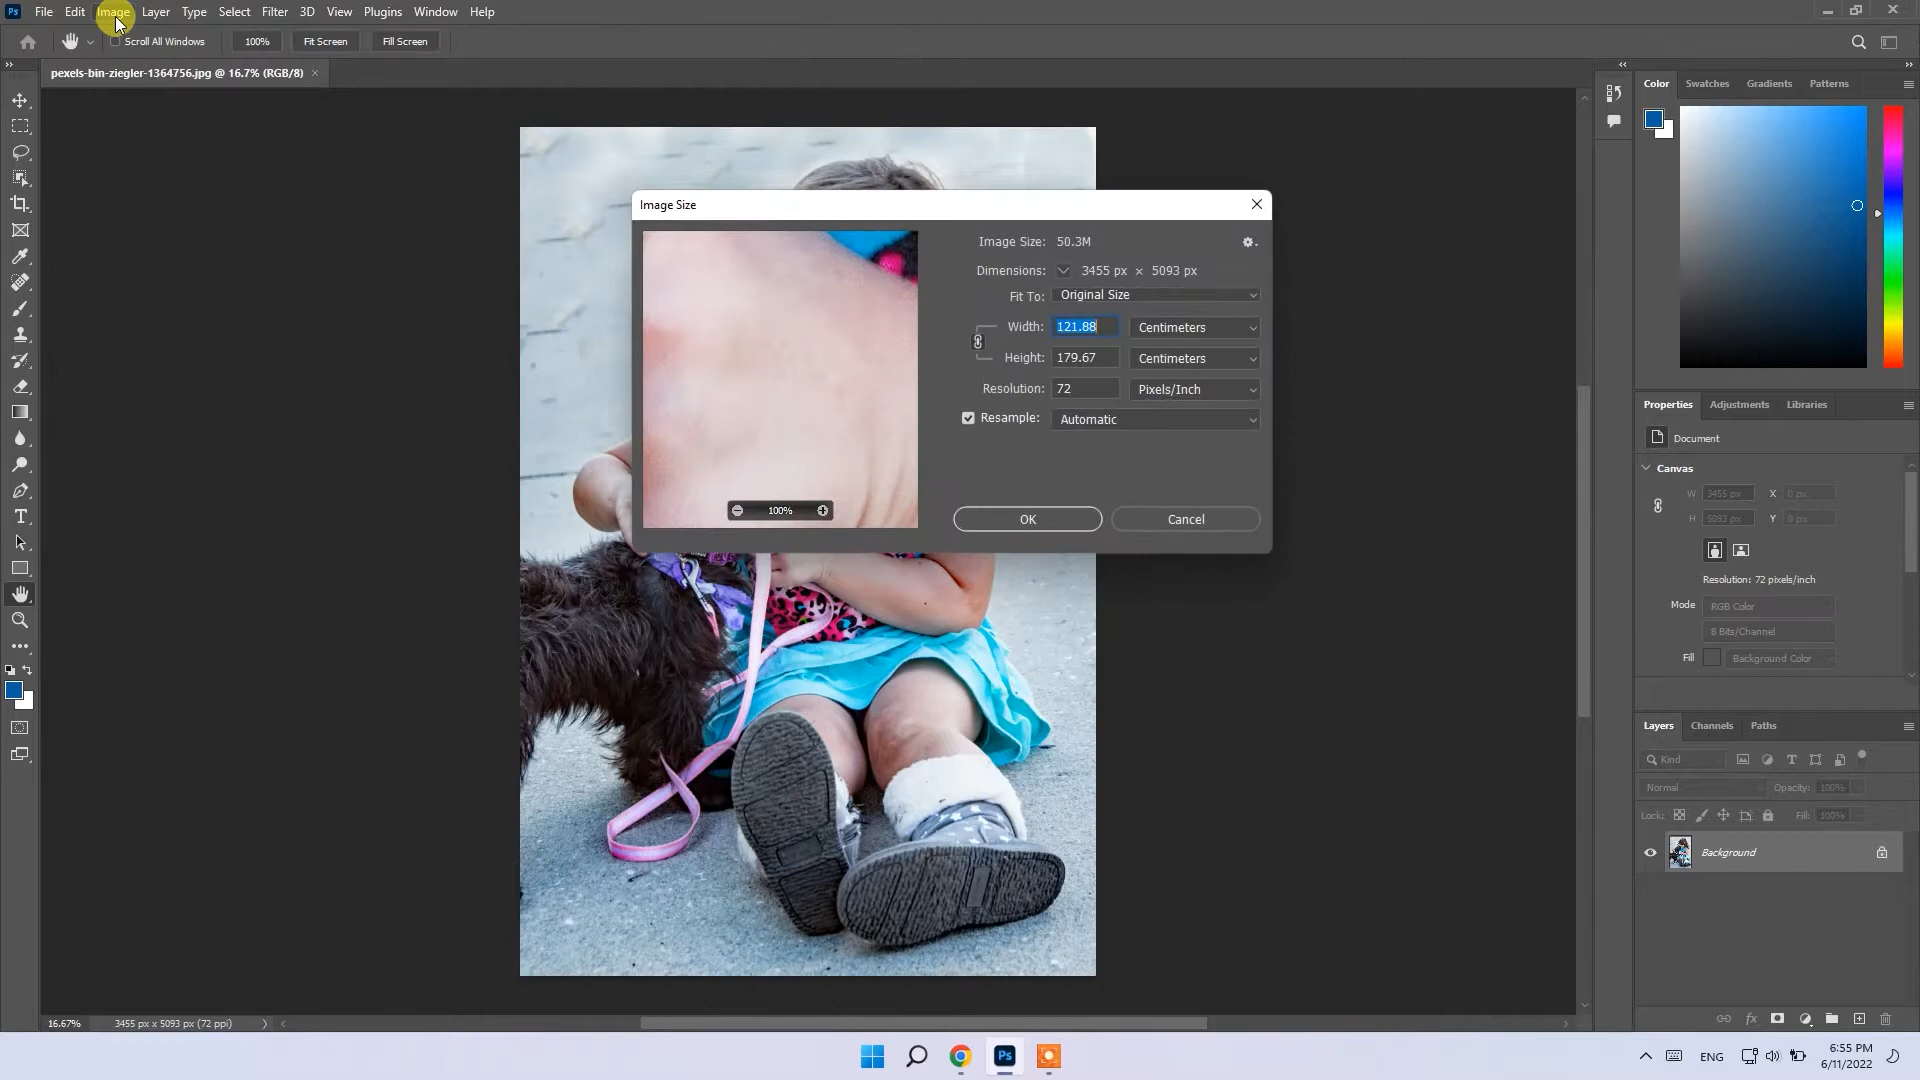 Ps File Edit Image Layer Type Select Filter 3D View Plugins Window Help
Scroll All Windows 100% Fit Screen Fill Screen
pexels-bin-ziegler-1364756.jpg @ 16.7% (RGB/8) ×
Color Swatches Gradients Patterns
Image Size
Image Size: 50.3M
Dimensions: 3455 px × 5093 px
Fit To: Original Size
Width: 121.88 Centimeters
Height: 179.67 Centimeters
Resolution: 72 Pixels/Inch
Resample: Automatic
100%
OK Cancel
Properties Adjustments Libraries
Document
Canvas
W 3455 px X 0 px
H 5093 px Y 0 px
Resolution: 72 pixels/inch
Mode RGB Color
8 Bits/Channel
Fill Background Color
Layers Channels Paths
Kind
Normal Opacity: 100%
Lock: Fill: 100%
Background
fx
16.67% 3455 px x 5093 px (72 ppi)
Ps
ENG
6:55 PM
6/11/2022